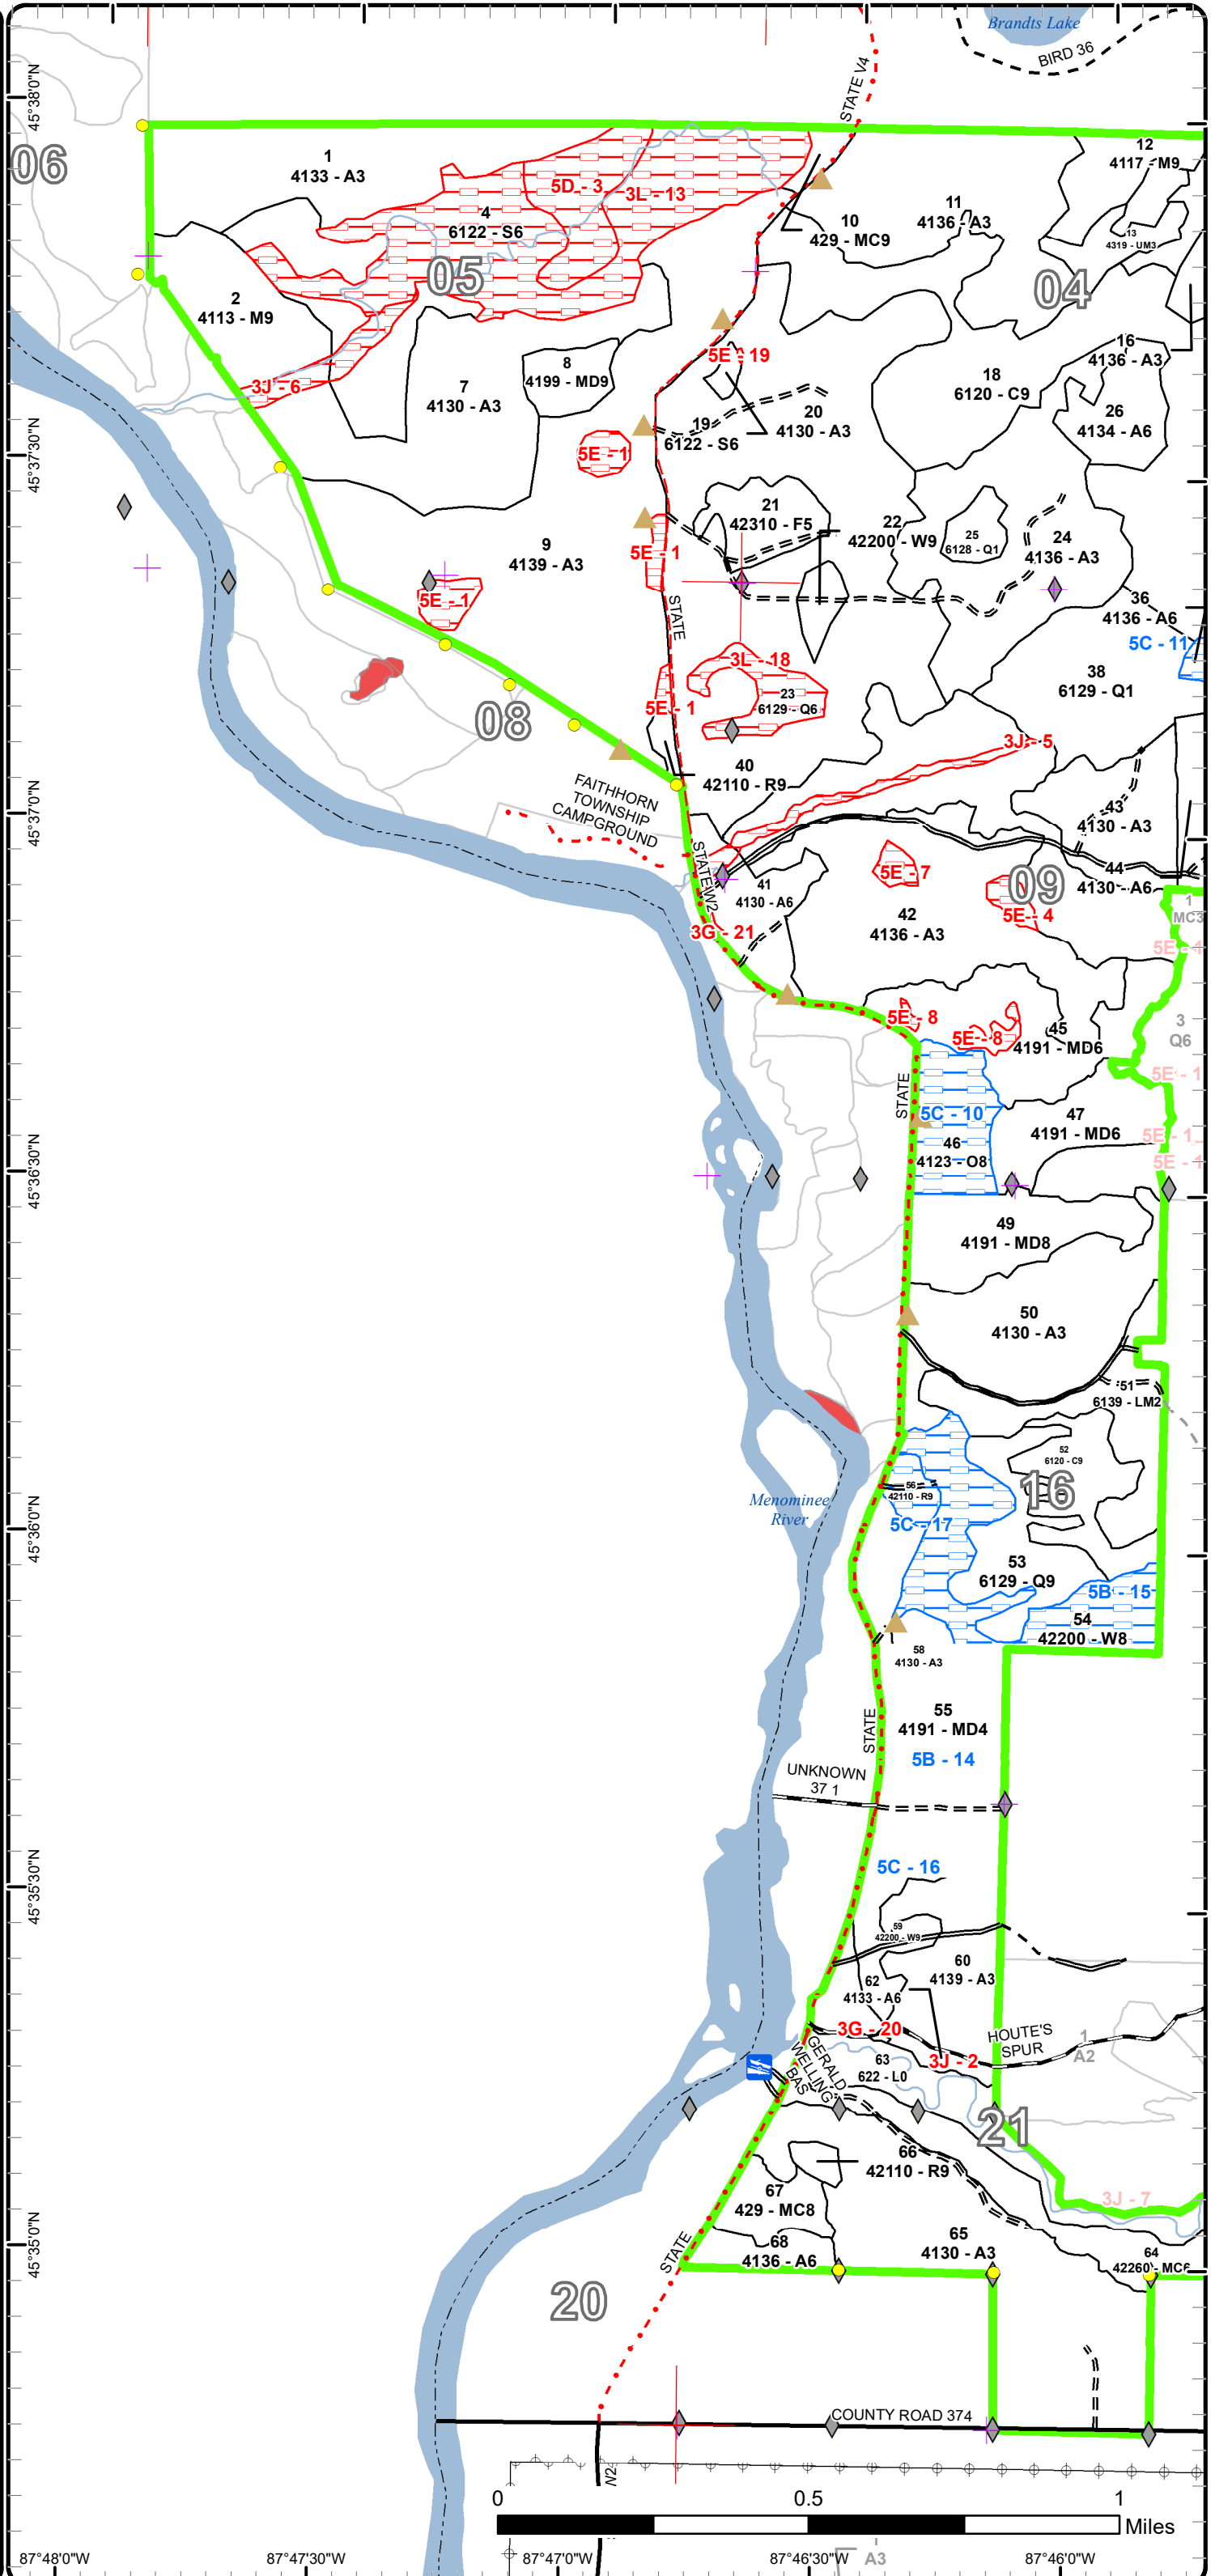 Brandts Lake
BIRD 36
STATE V4
45°38'0"N
06
1
4133 - A3
12
4117 - M9
5D - 3
3L - 13
4
6122 - S6
10
429 - MC9
11
4136 - A3
13
4319 - UM3
05
04
2
4113 - M9
16
4136 - A3
5E - 19
8
4199 - MD9
3J - 6
7
4130 - A3
18
6120 - C9
20
4130 - A3
26
4134 - A6
19
6122 - S6
5E - 1
45°37'30"N
21
42310 - F5
22
42200 - W9
25
6128 - Q1
24
4136 - A3
9
4139 - A3
5E - 1
5E - 1
STATE
36
4136 - A6
5C - 11
3L - 18
38
6129 - Q1
23
6129 - Q6
5E - 1
08
3J - 5
40
42110 - R9
FAITHHORN
TOWNSHIP
CAMPGROUND
45°37'0"N
43
4130 - A3
STATE W2
41
4130 - A6
5E - 7
44
4130 - A6
09
5E - 4
42
4136 - A3
1
MC3
3G - 21
5E - 1
5E - 8
5E - 8
45
4191 - MD6
3
Q6
5E - 1
STATE
5C - 10
47
4191 - MD6
5E - 1
46
4123 - O8
5E - 1
45°36'30"N
49
4191 - MD8
50
4130 - A3
51
6139 - LM2
52
6120 - C9
16
56
42110 - R9
Menominee
River
5C - 17
45°36'0"N
53
6129 - Q9
5B - 15
54
42200 - W8
58
4130 - A3
55
4191 - MD4
STATE
5B - 14
UNKNOWN
37 1
5C - 16
45°35'30"N
59
42200 - W9
60
4139 - A3
62
4133 - A6
3G - 20
HOUTE'S
SPUR
1
A2
GERALD
WELLING
BAS
63
622 - L0
3J - 2
21
66
42110 - R9
67
429 - MC8
3J - 7
45°35'0"N
STATE
68
4136 - A6
65
4130 - A3
64
42260 - MC6
20
COUNTY ROAD 374
W2
0
0.5
1
Miles
A3
87°48'0"W
87°47'30"W
87°47'0"W
87°46'30"W
87°46'0"W